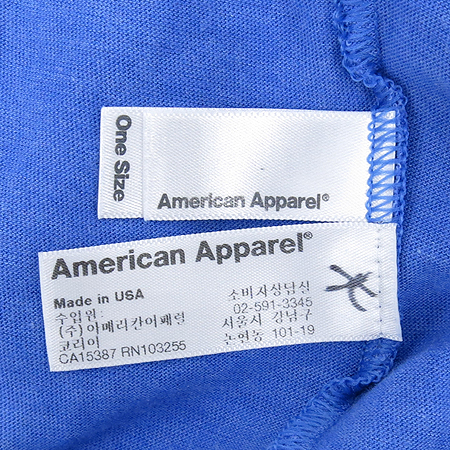 One Size
American Apparel®
American Apparel®
Made in USA
수입원:
(주)아메리칸어패럴
코리아
CA15387 RN103255
소비자상담실
02-591-3345
서울시 강남구
논현동 101-19